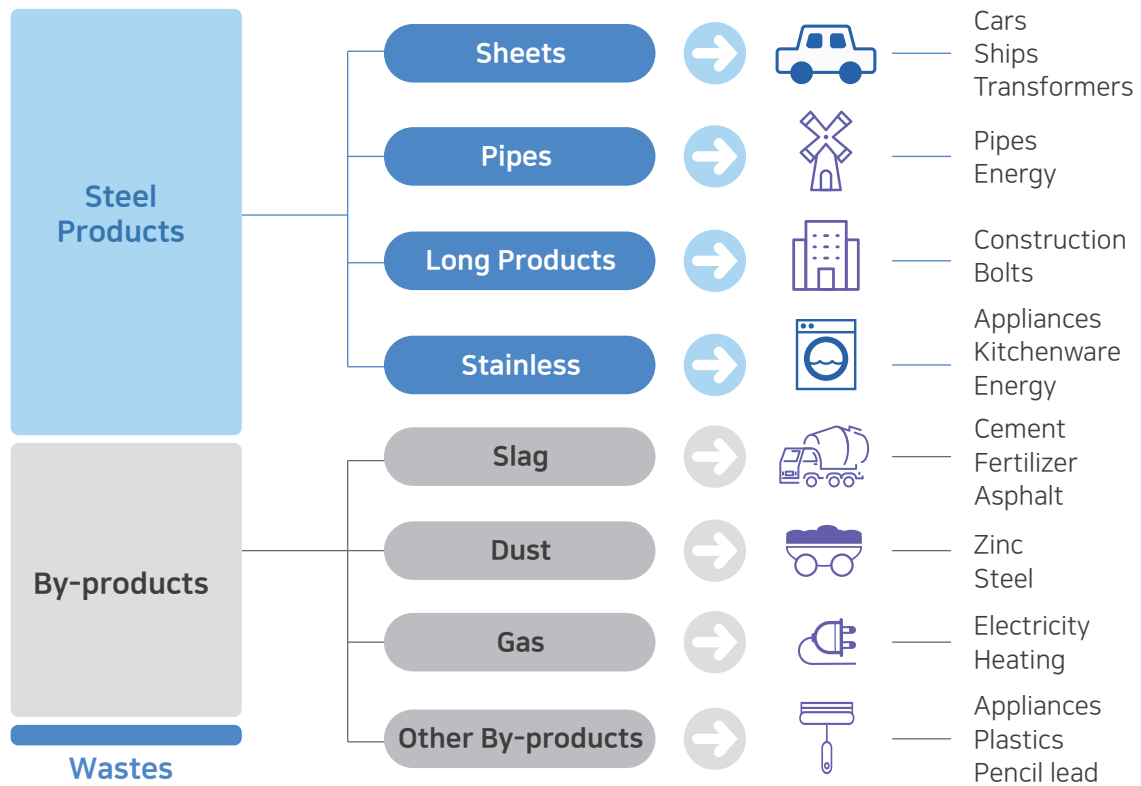 Steel
Products
Sheets
Cars
Ships
Transformers
Pipes
Pipes
Energy
Long Products
Construction
Bolts
Stainless
Appliances
Kitchenware
Energy
By-products
Slag
Cement
Fertilizer
Asphalt
Dust
Zinc
Steel
Gas
Electricity
Heating
Other By-products
Appliances
Plastics
Pencil lead
Wastes